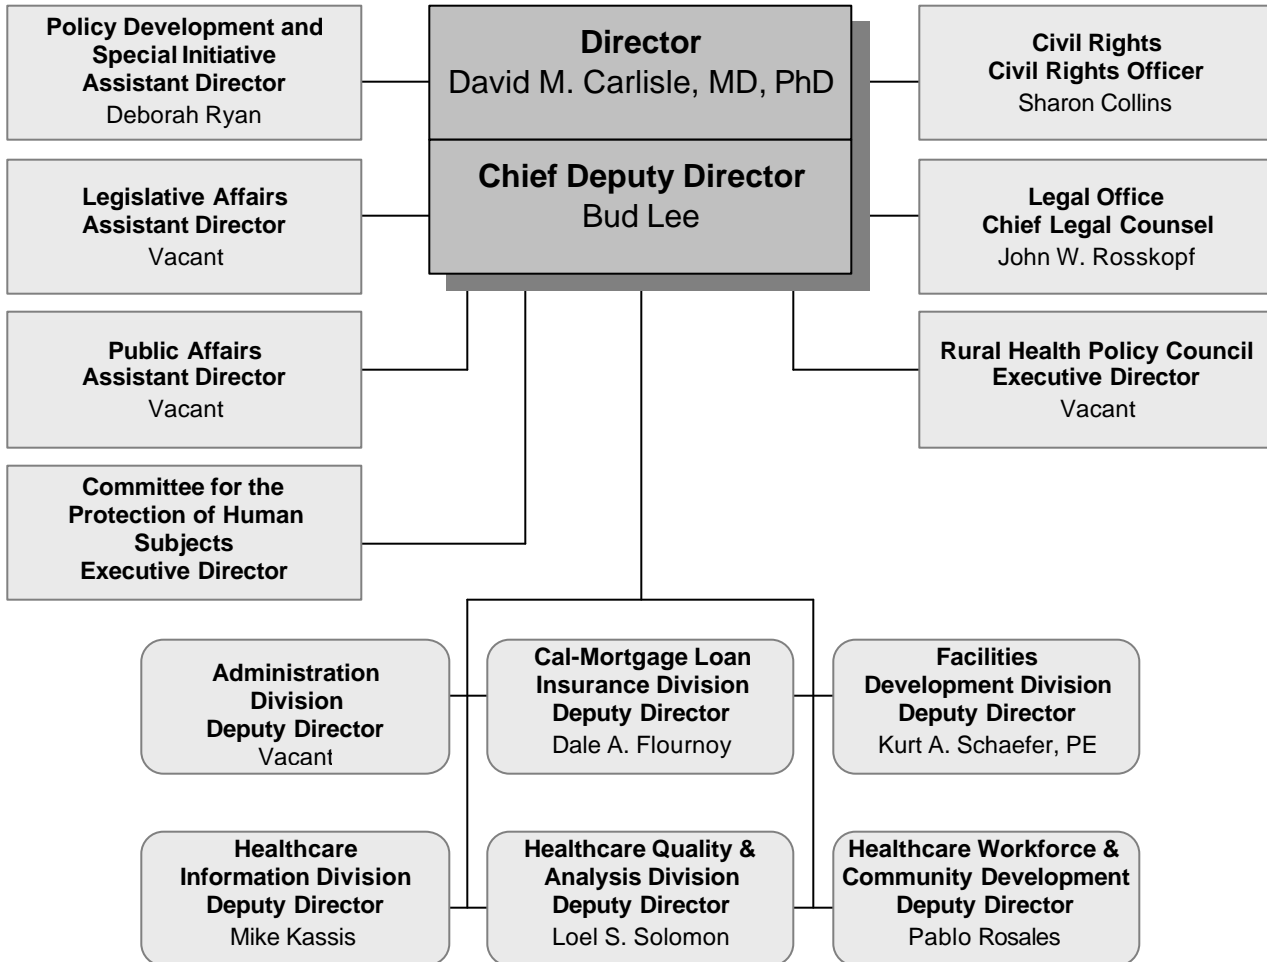 Policy Development and
Special Initiative
Assistant Director
Deborah Ryan
Director
David M. Carlisle, MD, PhD
Civil Rights
Civil Rights Officer
Sharon Collins
Legislative Affairs
Assistant Director
Vacant
Chief Deputy Director
Bud Lee
Legal Office
Chief Legal Counsel
John W. Rosskopf
Public Affairs
Assistant Director
Vacant
Rural Health Policy Council
Executive Director
Vacant
Committee for the
Protection of Human
Subjects
Executive Director
Administration
Division
Deputy Director
Vacant
Cal-Mortgage Loan
Insurance Division
Deputy Director
Dale A. Flournoy
Facilities
Development Division
Deputy Director
Kurt A. Schaefer, PE
Healthcare
Information Division
Deputy Director
Mike Kassis
Healthcare Quality &
Analysis Division
Deputy Director
Loel S. Solomon
Healthcare Workforce &
Community Development
Deputy Director
Pablo Rosales